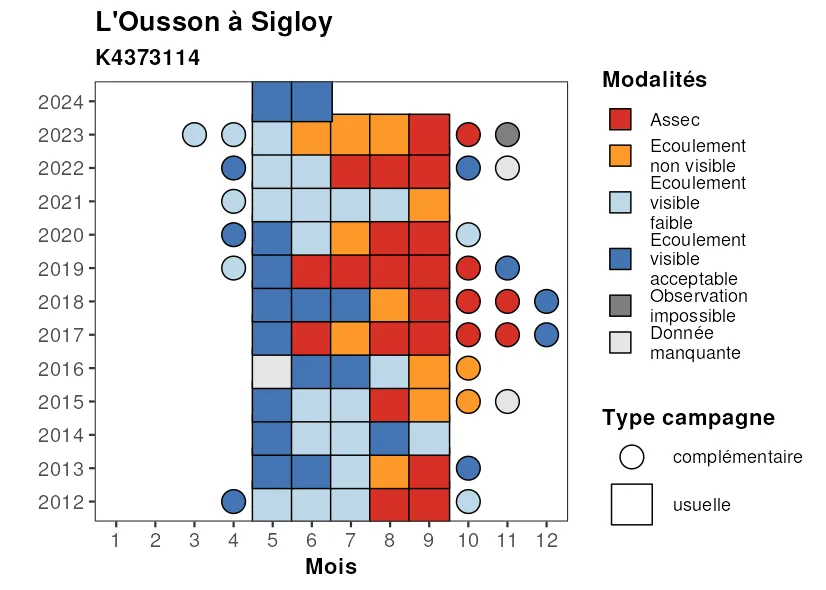 L'Ousson à Sigloy
K4373114
2024
2023
2022
2021
2020
2019
2018
2017
2016
2015
2014
2013
2012
1 2 3 4 5 6 7 8 9 10 11 12
Mois
Modalités
Assec
Ecoulement
non visible
Ecoulement
visible
faible
Ecoulement
visible
acceptable
Observation
impossible
Donnée
manquante
Type campagne
complémentaire
usuelle